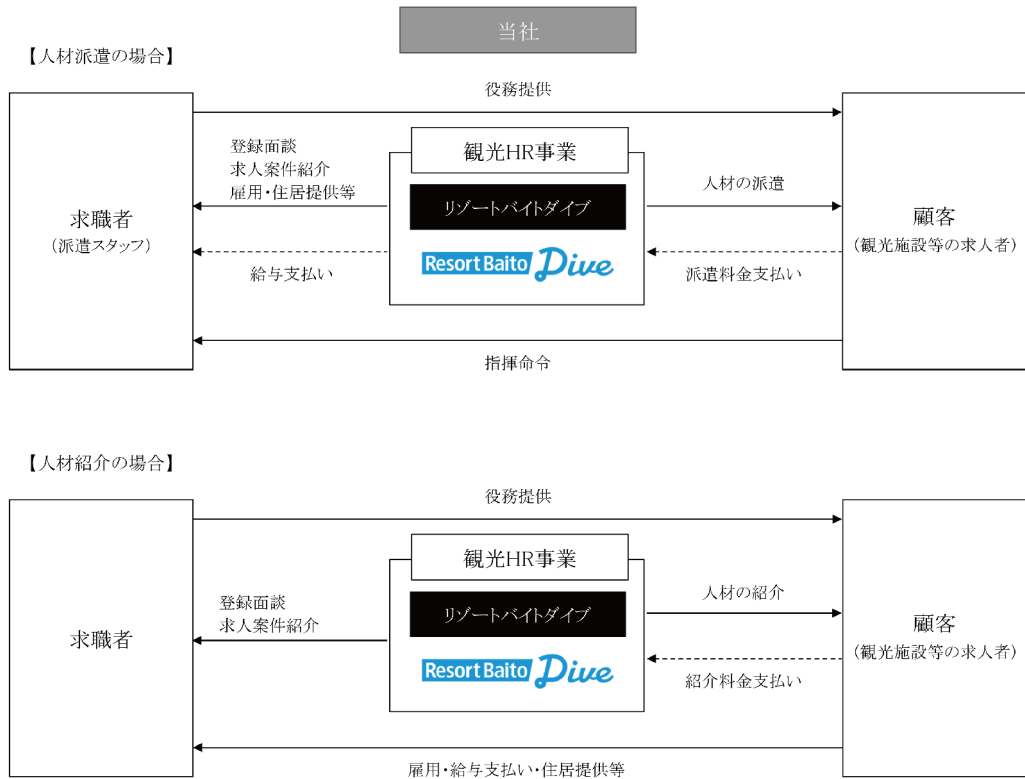 当社
【人材派遣の場合】
役務提供
登録面談
求人案件紹介
雇用・住居提供等
観光HR事業
人材の派遣
リゾートバイトダイブ
求職者
(派遣スタッフ)
顧客
(観光施設等の求人者)
Resort Baito Dive
給与支払い
派遣料金支払い
指揮命令
【人材紹介の場合】
役務提供
観光HR事業
人材の紹介
登録面談
求人案件紹介
リゾートバイトダイブ
求職者
顧客
(観光施設等の求人者)
Resort Baito Dive
紹介料金支払い
雇用・給与支払い・住居提供等